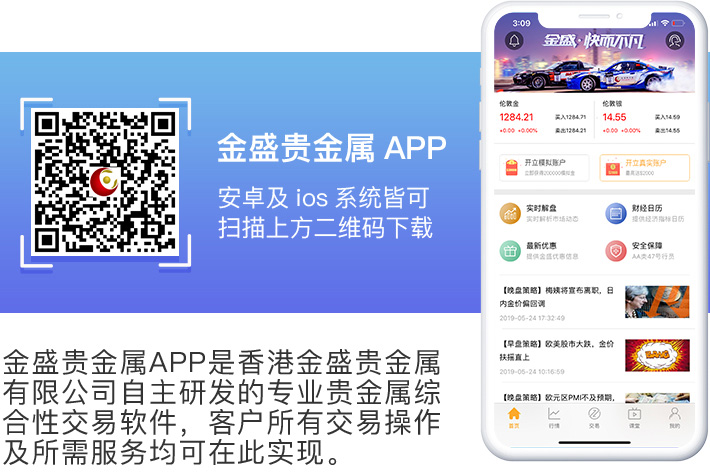 金盛贵金属 APP
安卓及 ios 系统皆可
扫描上方二维码下载
金盛贵金属APP是香港金盛贵金属
有限公司自主研发的专业贵金属综
合性交易软件，客户所有交易操作
及所需服务均可在此实现。
3:09
金盛·快而不凡
伦敦金
1284.21
买入1284.71
+0.00 +0.00%
卖出1284.21
伦敦银
14.55
买入14.59
+0.00 +0.00%
卖出14.55
开立模拟账户
立即获得200000模拟金
开立真实账户
最高送$2000
实时解盘
实时解析市场动态
财经日历
提供经济指标日历
最新优惠
提供金盛优惠信息
安全保障
AA类47号行员
【晚盘策略】梅姨将宣布离职，日
内金价偏回调
2019-05-24 17:32:49
【早盘策略】欧美股市大跌，金价
扶摇直上
2019-05-24 10:16:59
BANG
【晚盘策略】欧元区PMI不及预期，
首页
行情
交易
课堂
我的